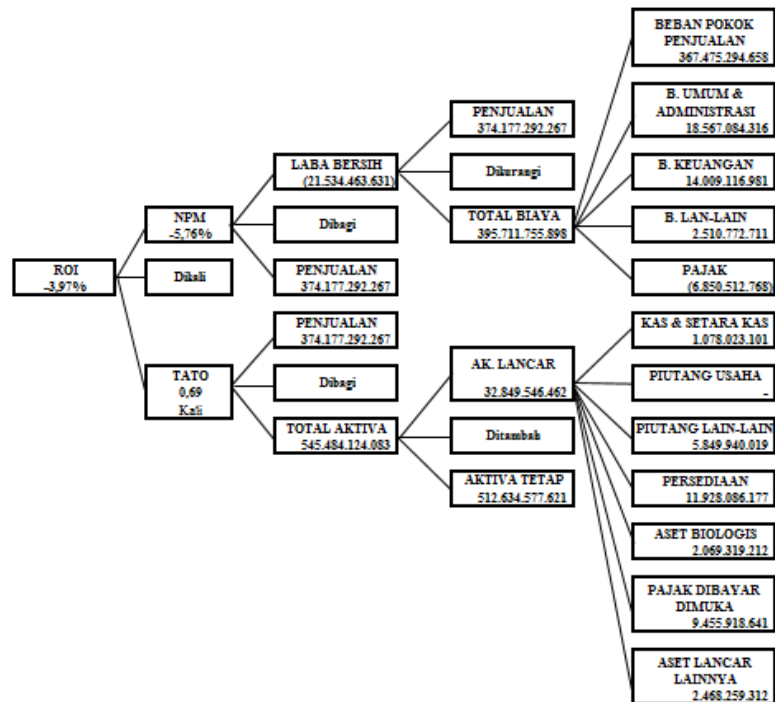 BEBAN POKOK
PENJUALAN
367.475.294.658
B. UMUM &
ADMINISTRASI
18.567.084.316
PENJUALAN
374.177.292.267
LABA BERSIH
(21.534.463.631)
Dikurangi
B. KEUANGAN
14.009.116.981
NPM
-5,76%
Dibagi
TOTAL BIAYA
395.711.755.898
B. LAN-LAIN
2.510.772.711
ROI
-3,97%
Dikali
PENJUALAN
374.177.292.267
PAJAK
(6.850.512.768)
PENJUALAN
374.177.292.267
KAS & SETARA KAS
1.078.023.101
TATO
0,69
Kali
Dibagi
AK. LANCAR
32.849.546.462
PIUTANG USAHA
-
TOTAL AKTIVA
545.484.124.083
Ditambah
PIUTANG LAIN-LAIN
5.849.940.019
AKTIVA TETAP
512.634.577.621
PERSEDIAAN
11.928.086.177
ASET BIOLOGIS
2.069.319.212
PAJAK DIBAYAR
DIMUKA
9.455.918.641
ASET LANCAR
LAINNYA
2.468.259.312